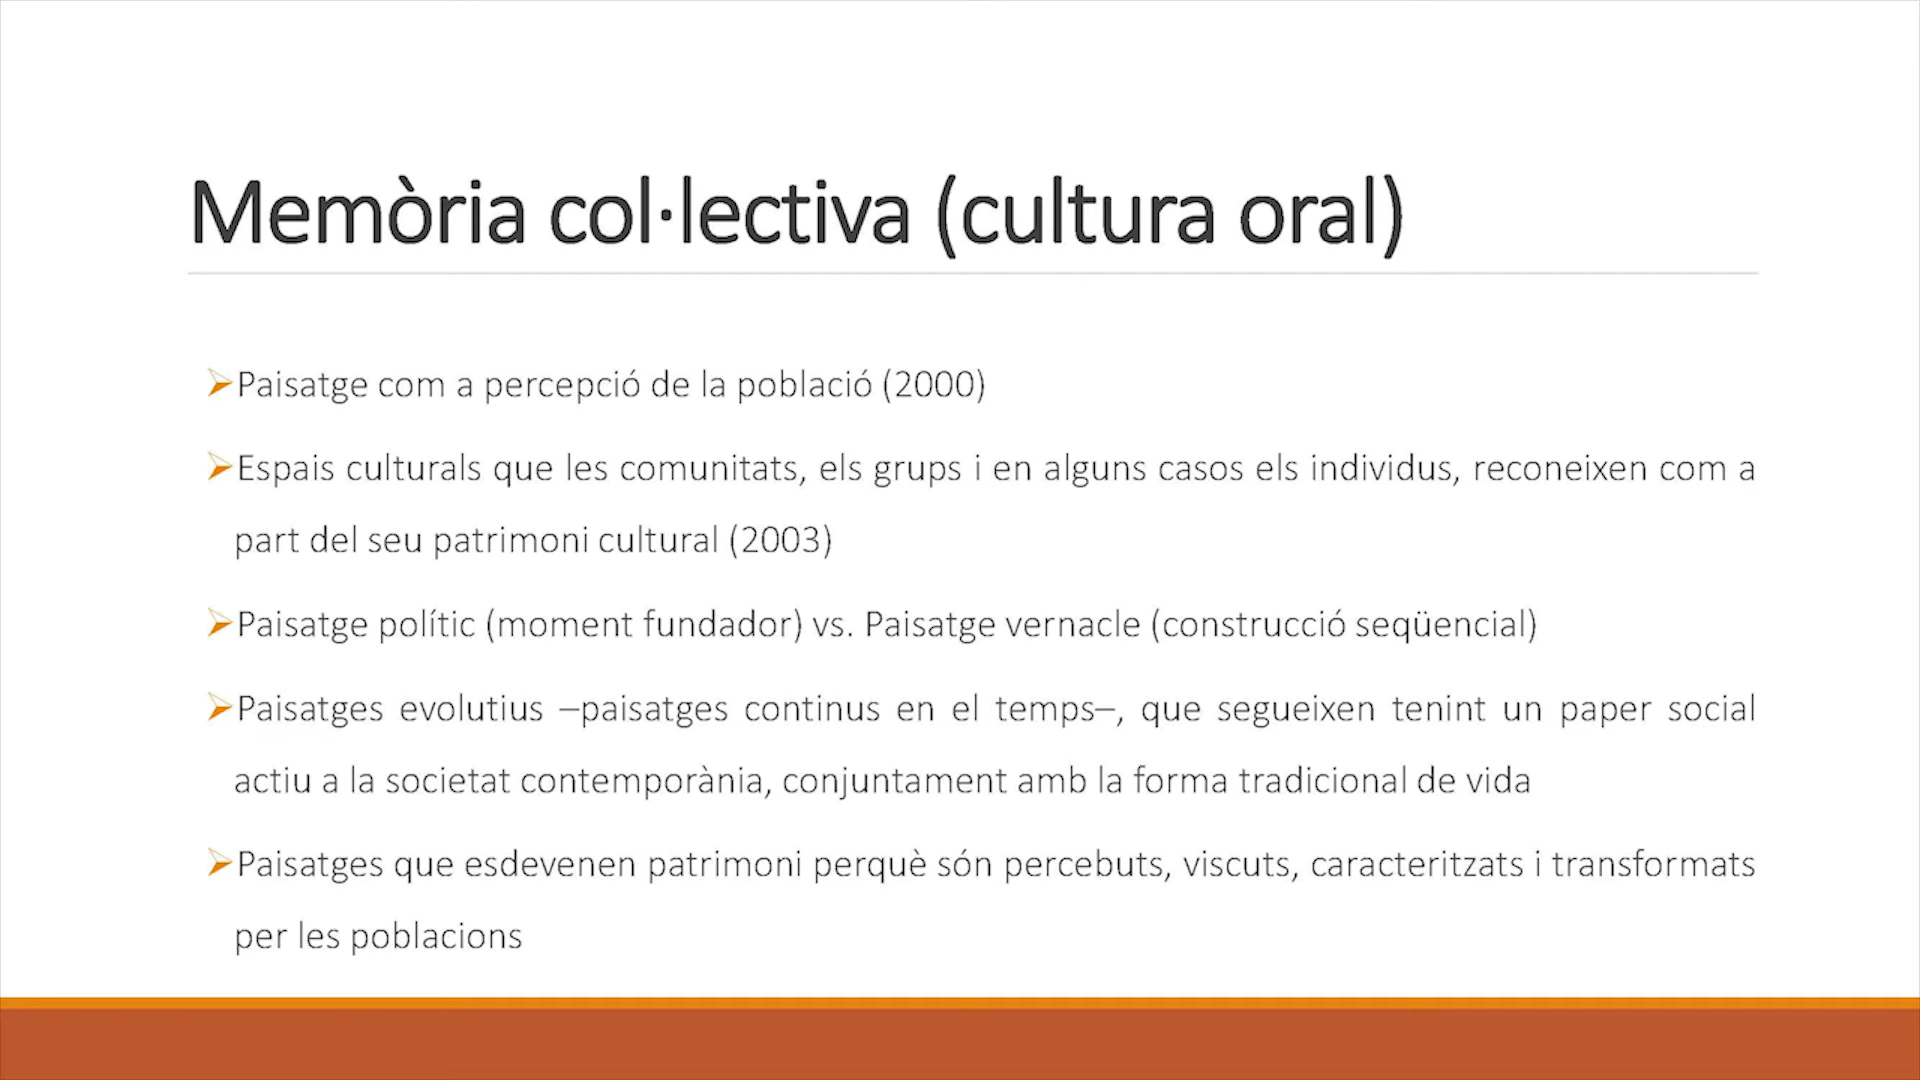 Memòria col·lectiva (cultura oral)
Paisatge com a percepció de la població (2000)
Espais culturals que les comunitats, els grups i en alguns casos els individus, reconeixen com a
part del seu patrimoni cultural (2003)
Paisatge polític (moment fundador) vs. Paisatge vernacle (construcció seqüencial)
Paisatges evolutius –paisatges continus en el temps–, que segueixen tenint un paper social
actiu a la societat contemporània, conjuntament amb la forma tradicional de vida
Paisatges que esdevenen patrimoni perquè són percebuts, viscuts, caracteritzats i transformats
per les poblacions